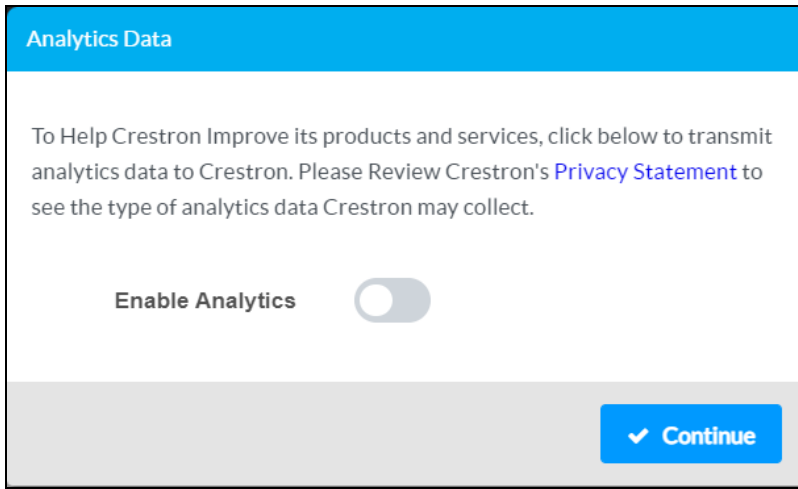 Analytics Data
To Help Crestron Improve its products and services, click below to transmit
analytics data to Crestron. Please Review Crestron's Privacy Statement to
see the type of analytics data Crestron may collect.
Enable Analytics
Continue